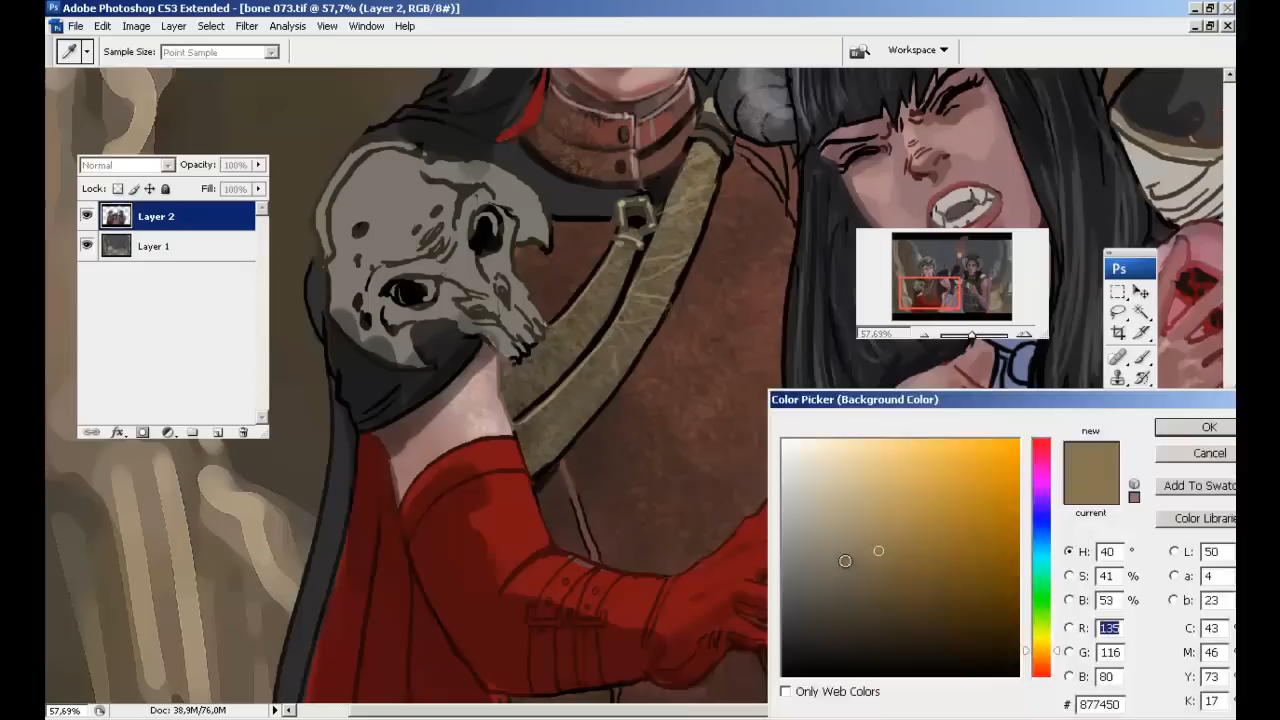 Adobe Photoshop CS3 Extended - [bone 073.tif @ 57,7% (Layer 2, RGB/8#)]
File Edit Image Layer Select Filter Analysis View Window Help
Sample Size: Point Sample Workspace
Normal Opacity: 100%
Lock: Fill: 100%
Layer 2
Layer 1
Ps
57,69%
Color Picker (Background Color)
new
OK
Cancel
Add To Swatc
current
Color Librarie
H: 40 ° L: 50
S: 41 % a: 4
B: 53 % b: 23
R: 135 C: 43
G: 116 M: 46
B: 80 Y: 73
# 877450 K: 17
Only Web Colors
57,69% Doc: 38,9M/76,0M